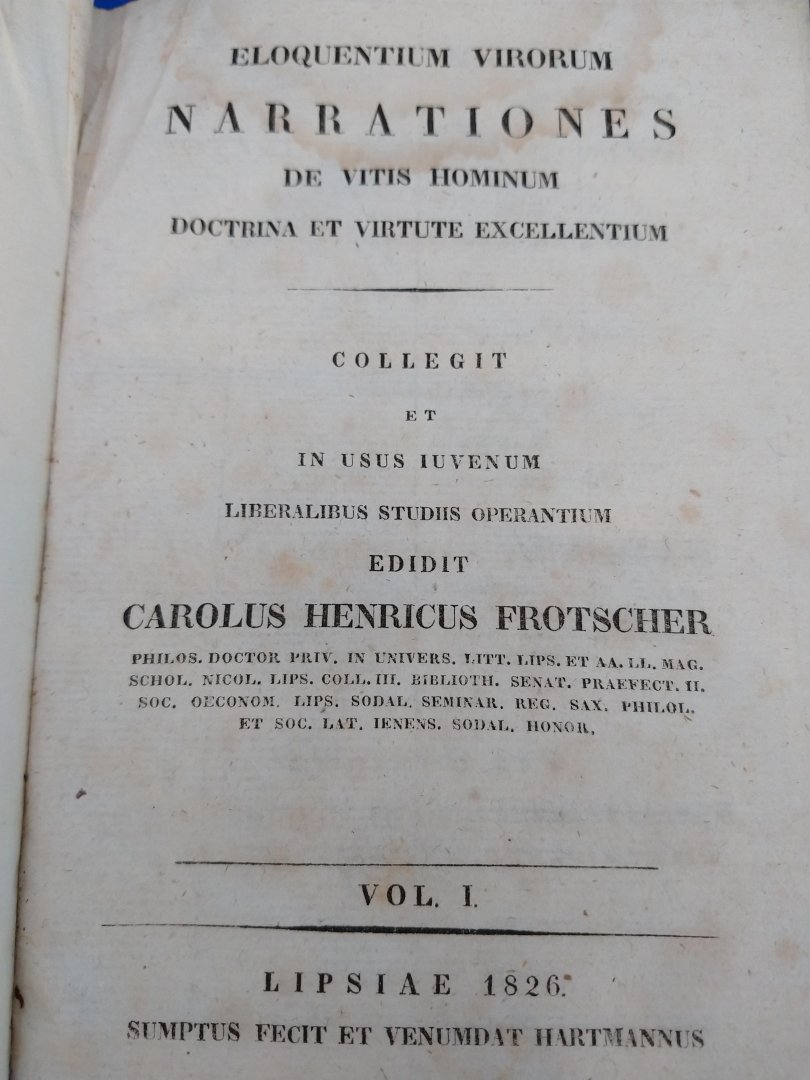 ELOQUENTIUM VIRORUM
NARRATIONES
DE VITIS HOMINUM
DOCTRINA ET VIRTUTE EXCELLENTIUM
COLLEGIT
ET
IN USUS IUVENUM
LIBERALIBUS STUDIIS OPERANTIUM
EDIDIT
CAROLUS HENRICUS FROTSCHER
PHILOS. DOCTOR PRIV. IN UNIVERS. LITT. LIPS. ET AA. LL. MAG.
SCHOL. NICOL. LIPS. COLL. III. BIBLIOTH. SENAT. PRAEFECT. II.
SOC. OECONOM. LIPS. SODAL. SEMINAR. REG. SAX. PHILOL.
ET SOC. LAT. IENENS. SODAL. HONOR.
VOL. I.
LIPSIAE 1826.
SUMPTUS FECIT ET VENUMDAT HARTMANNUS